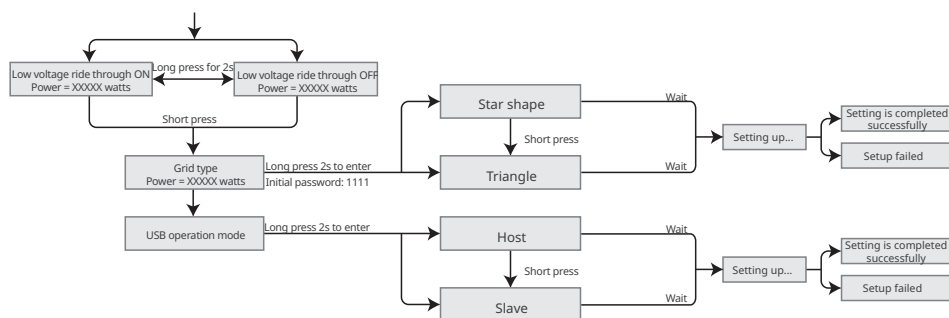 Low voltage ride through ON
Power = XXXXX watts
Long press for 2s
Low voltage ride through OFF
Power = XXXXX watts
Short press
Grid type
Power = XXXXX watts
Long press 2s to enter
Initial password: 1111
Star shape
Short press
Triangle
Wait
Wait
Setting up...
Setting is completed
successfully
Setup failed
USB operation mode
Long press 2s to enter
Host
Short press
Slave
Wait
Wait
Setting up...
Setting is completed
successfully
Setup failed